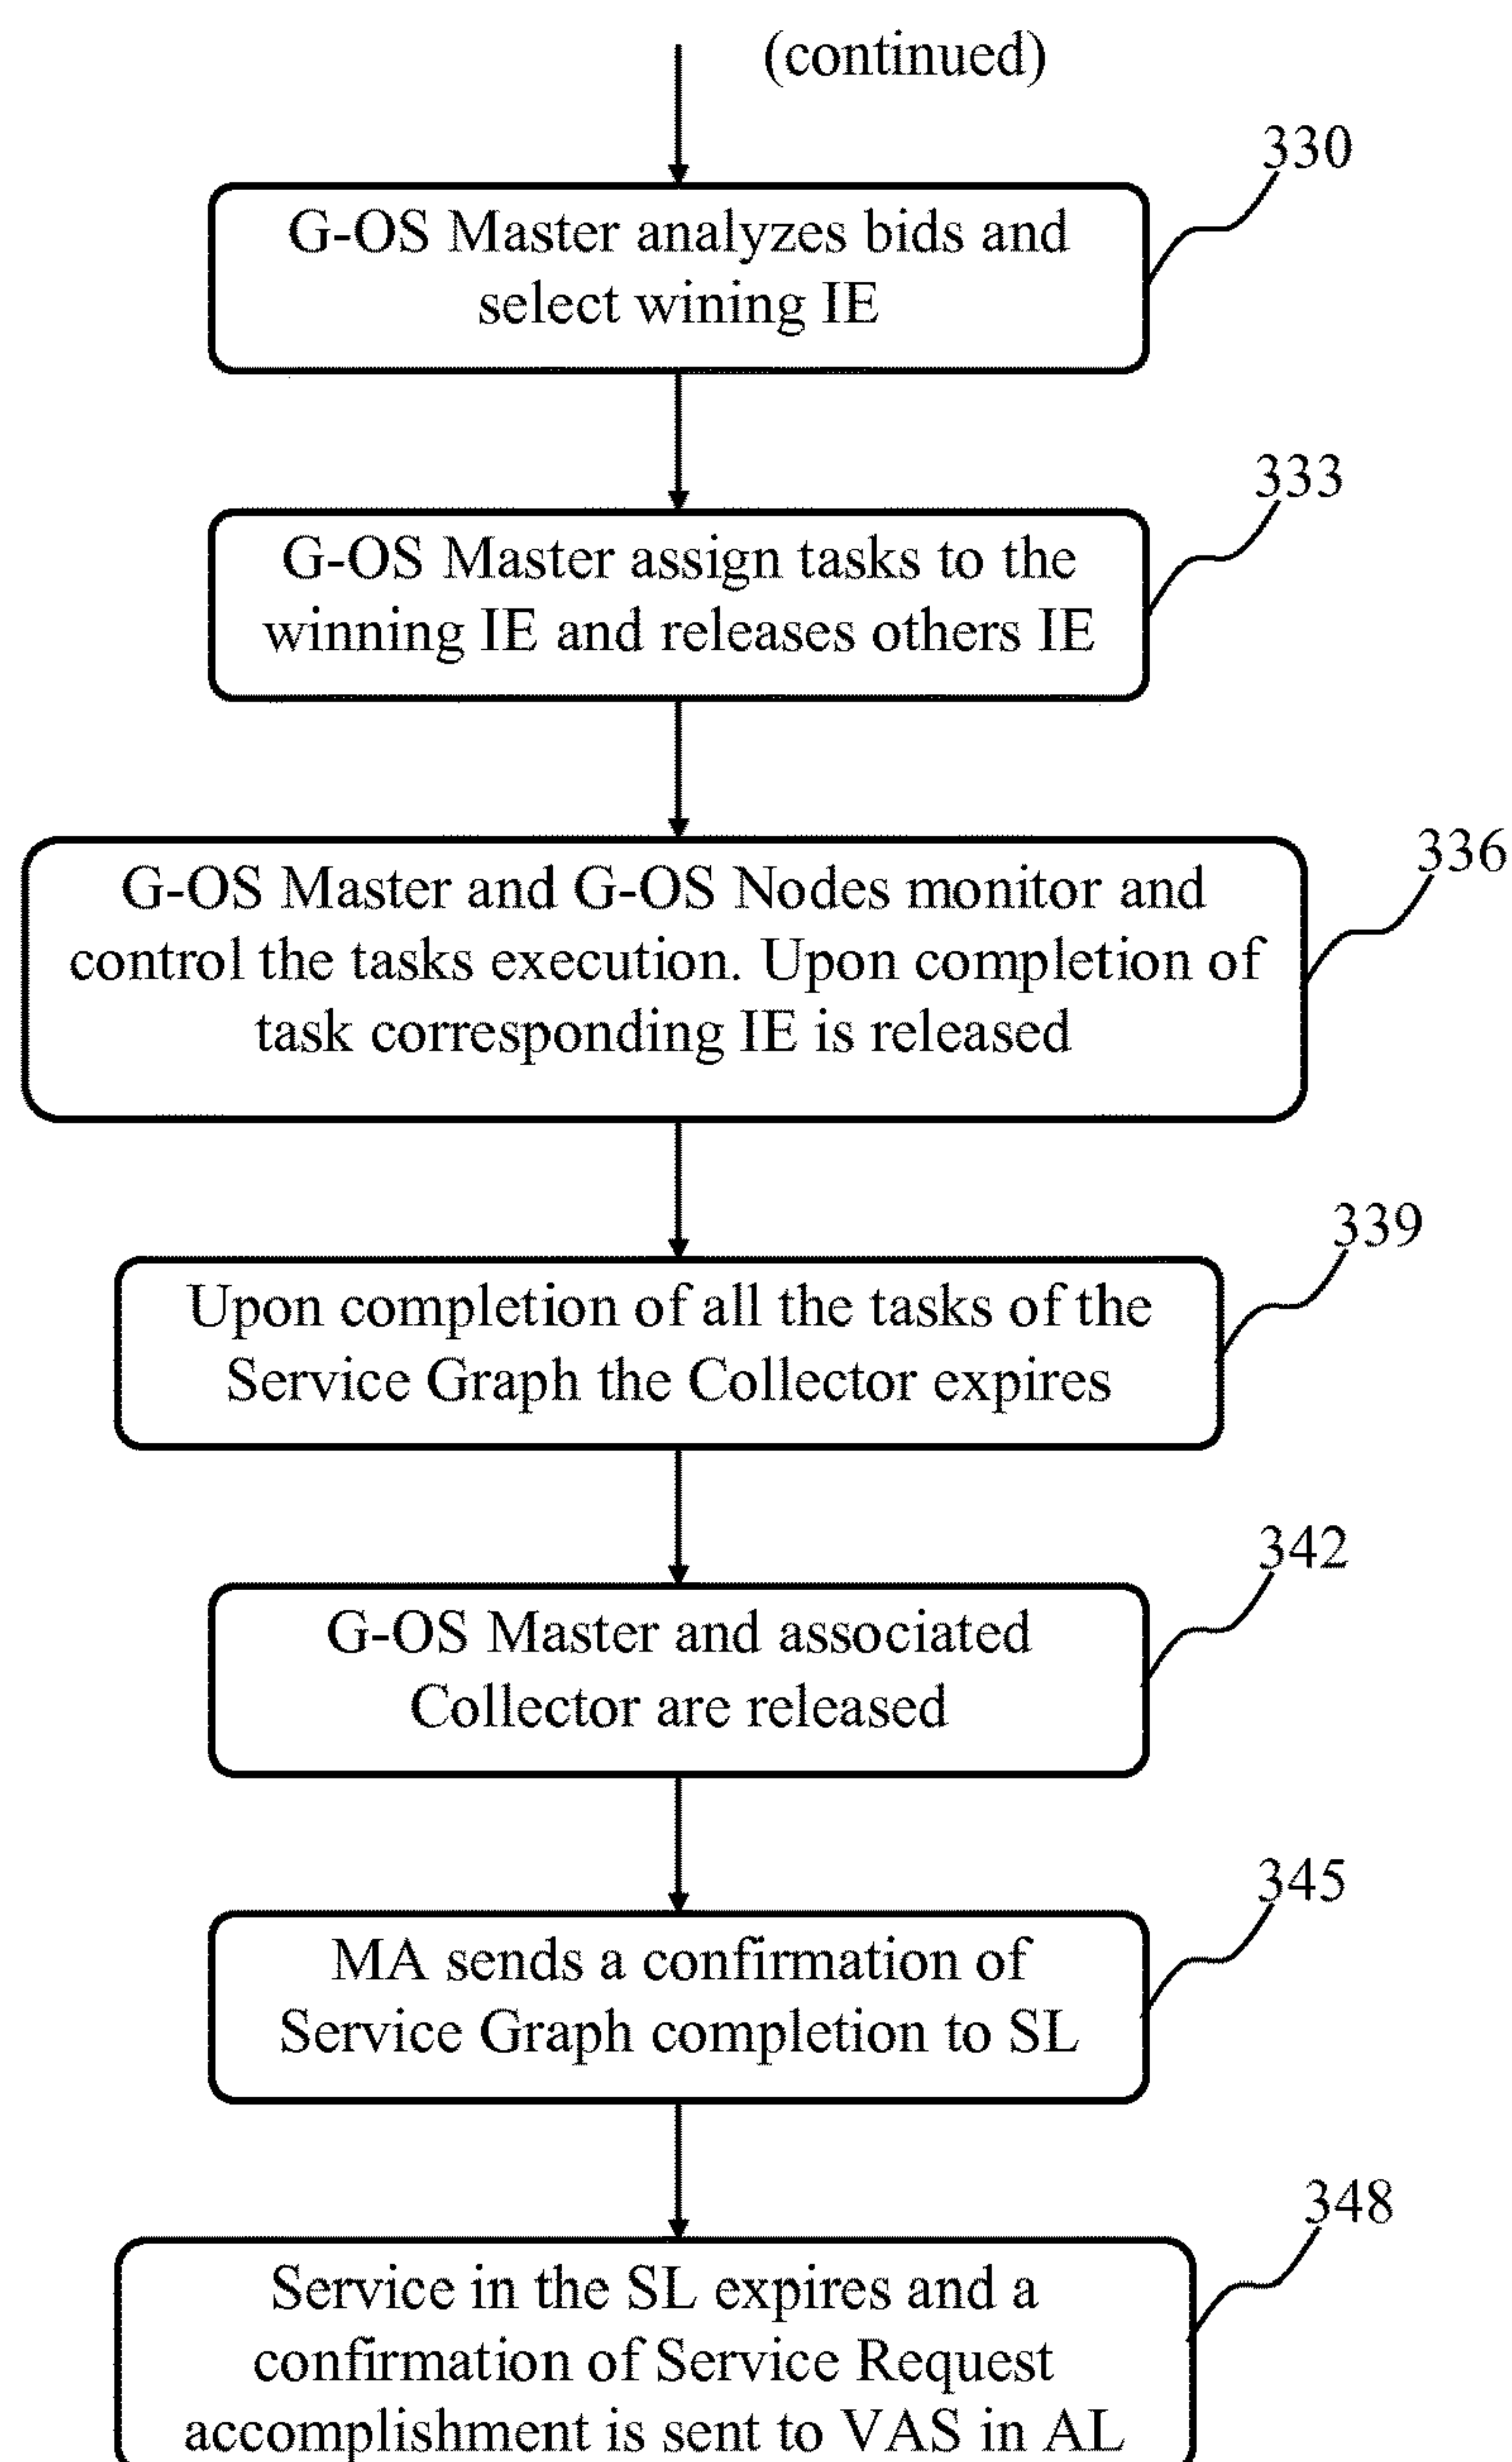 (continued)
330
G-OS Master analyzes bids and
select wining IE
333
G-OS Master assign tasks to the
winning IE and releases others IE
336
G-OS Master and G-OS Nodes monitor and
control the tasks execution. Upon completion of
task corresponding IE is released
339
Upon completion of all the tasks of the
Service Graph the Collector expires
342
G-OS Master and associated
Collector are released
345
MA sends a confirmation of
Service Graph completion to SL
348
Service in the SL expires and a
confirmation of Service Request
accomplishment is sent to VAS in AL